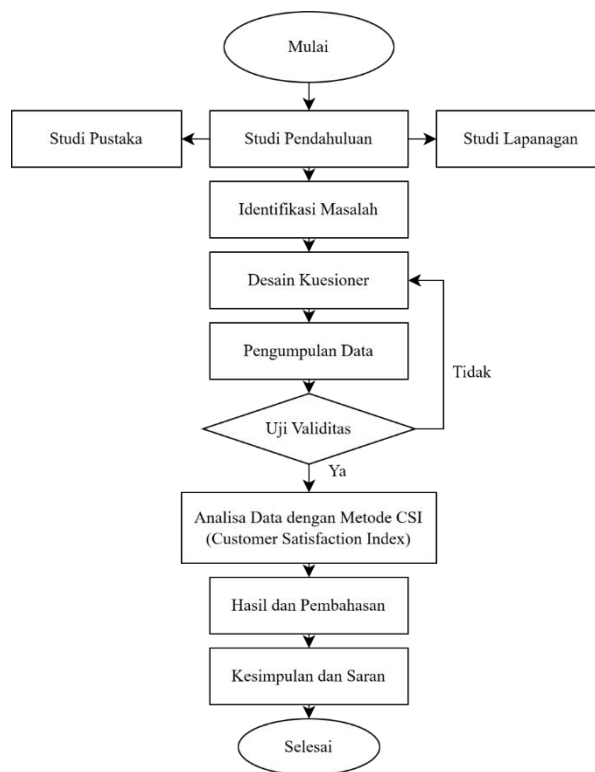 Mulai
Studi Pustaka
Studi Pendahuluan
Studi Lapanagan
Identifikasi Masalah
Desain Kuesioner
Pengumpulan Data
Tidak
Uji Validitas
Ya
Analisa Data dengan Metode CSI
(Customer Satisfaction Index)
Hasil dan Pembahasan
Kesimpulan dan Saran
Selesai